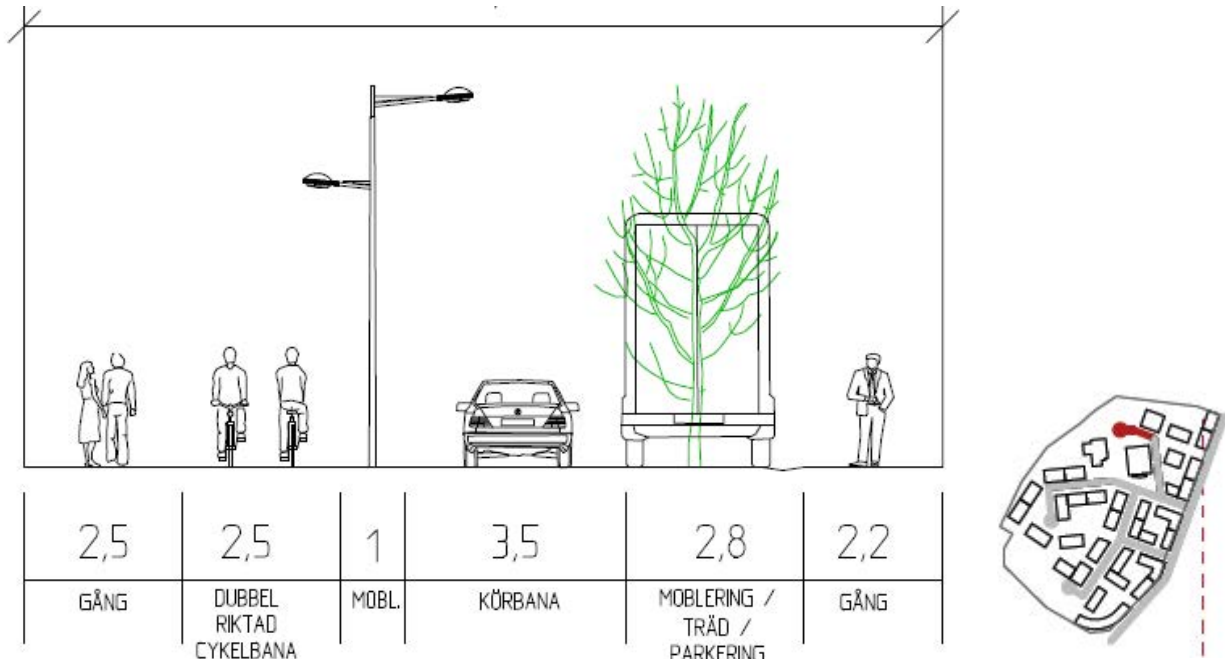 2,5 2,5 1 3,5 2,8 2,2
GÅNG DUBBEL MOBL. KÖRBANA MOBLERING / GÅNG
RIKTAD TRÄD /
CYKELBANA PARKERING